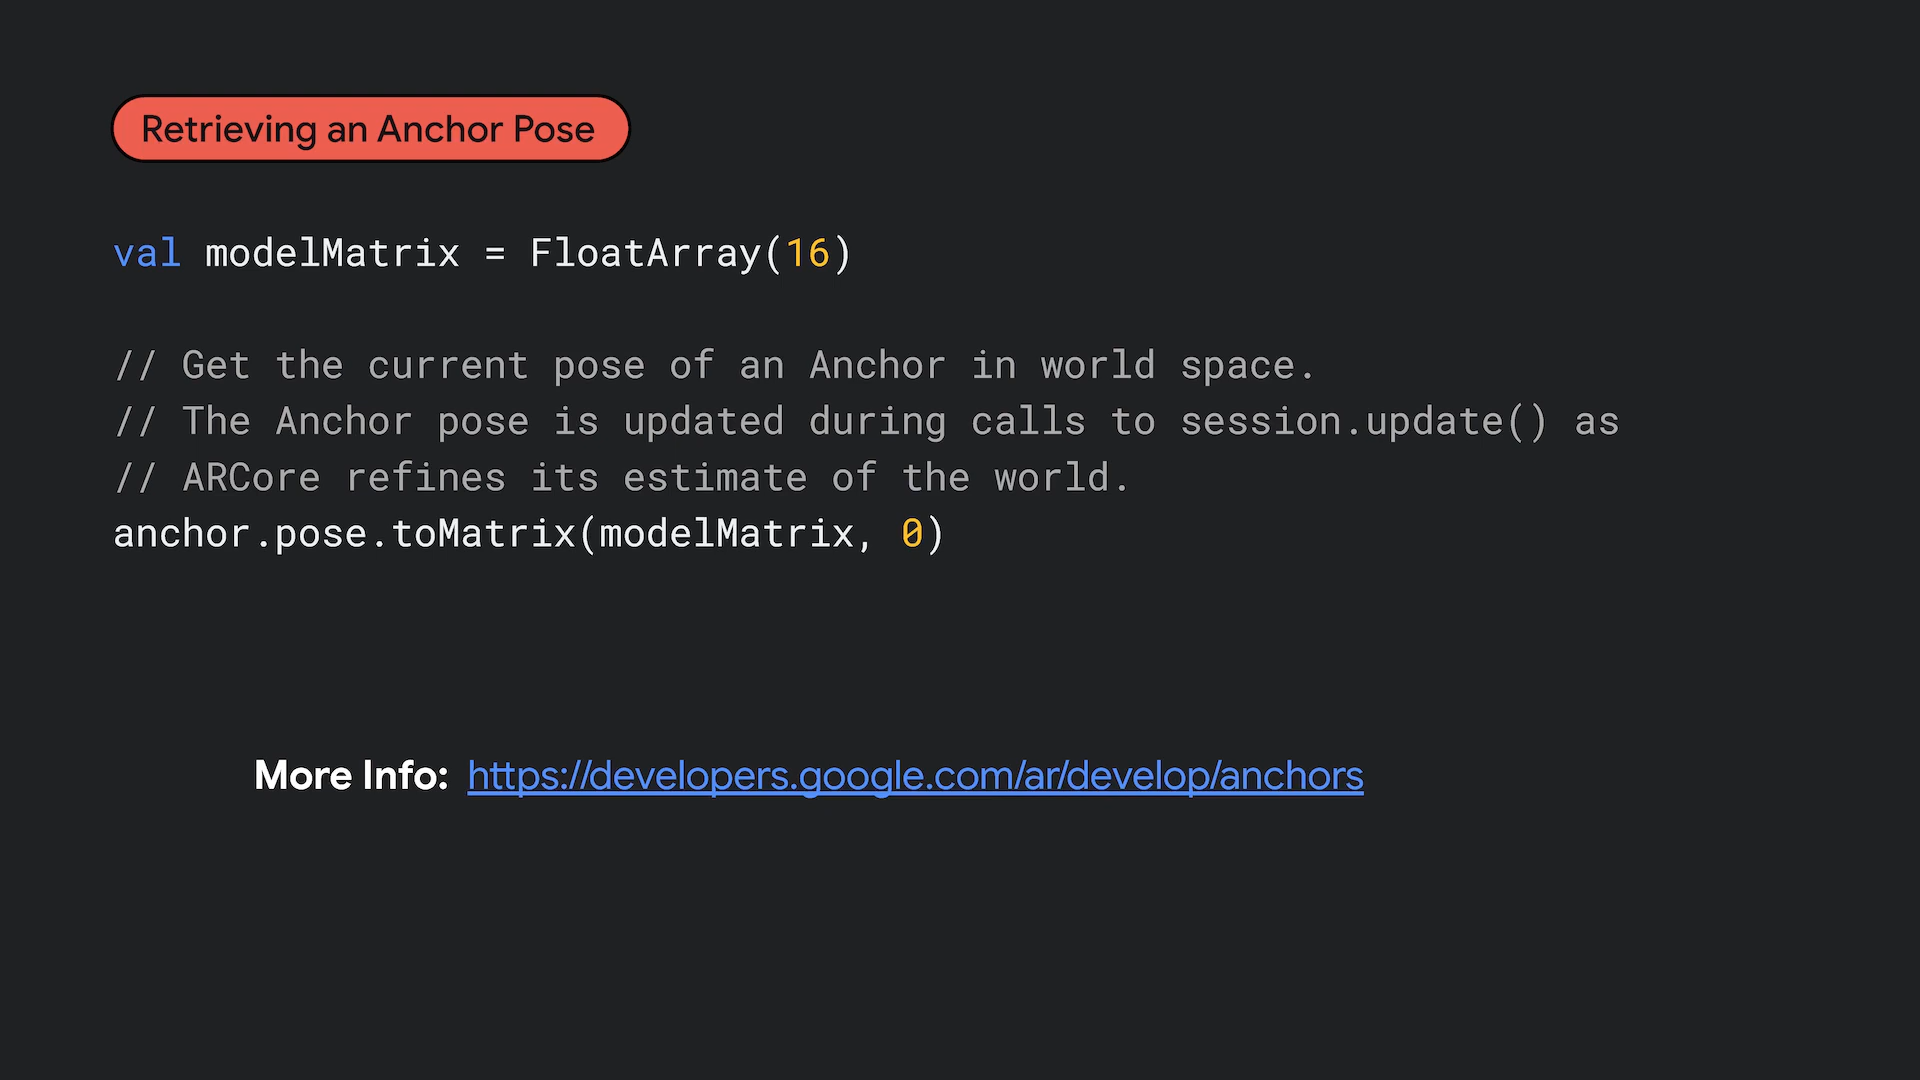 Retrieving an Anchor Pose
val modelMatrix = FloatArray(16)
// Get the current pose of an Anchor in world space.
// The Anchor pose is updated during calls to session.update() as
// ARCore refines its estimate of the world.
anchor.pose.toMatrix(modelMatrix, 0)
More Info: https://developers.google.com/ar/develop/anchors